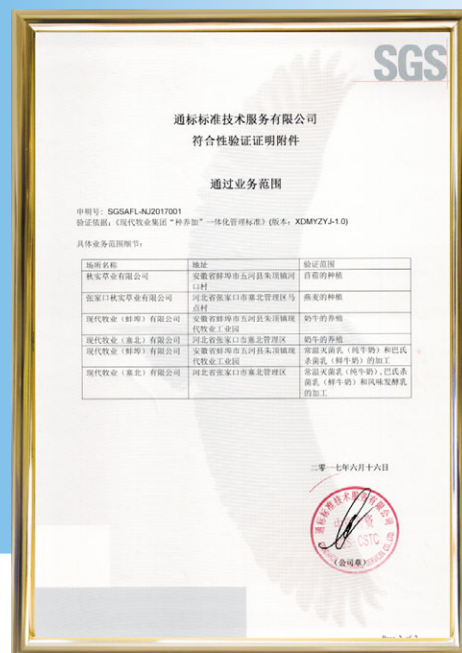 SGS
通标标准技术服务有限公司
符合性验证证明附件
通过业务范围
申明号: SGSAFL-NJ2017001
验证依据:《现代牧业集团“种养加”一体化管理标准》(版本: XDMYZYJ-1.0)
具体业务范围细节:
场所名称 地址 验证范围
秋实草业有限公司 安徽省蚌埠市五河县朱顶镇河 苜蓿的种植
口村
张家口秋实草业有限公司 河北省张家口市塞北管理区马 燕麦的种植
点村
现代牧业(蚌埠)有限公司 安徽省蚌埠市五河县朱顶镇现 奶牛的养殖
代牧业工业园
现代牧业(塞北)有限公司 河北省张家口市塞北管理区 奶牛的养殖
现代牧业(蚌埠)有限公司 安徽省蚌埠市五河县朱顶镇现 常温灭菌乳(纯牛奶)和巴氏
代牧业工业园 杀菌乳(鲜牛奶)的加工
现代牧业(塞北)有限公司 河北省张家口市塞北管理区 常温灭菌乳(纯牛奶)、巴氏杀
菌乳(鲜牛奶)和风味发酵乳
的加工
二零一七年六月十六日
通标标准技术服务有限公司
CSTC
(公司章)